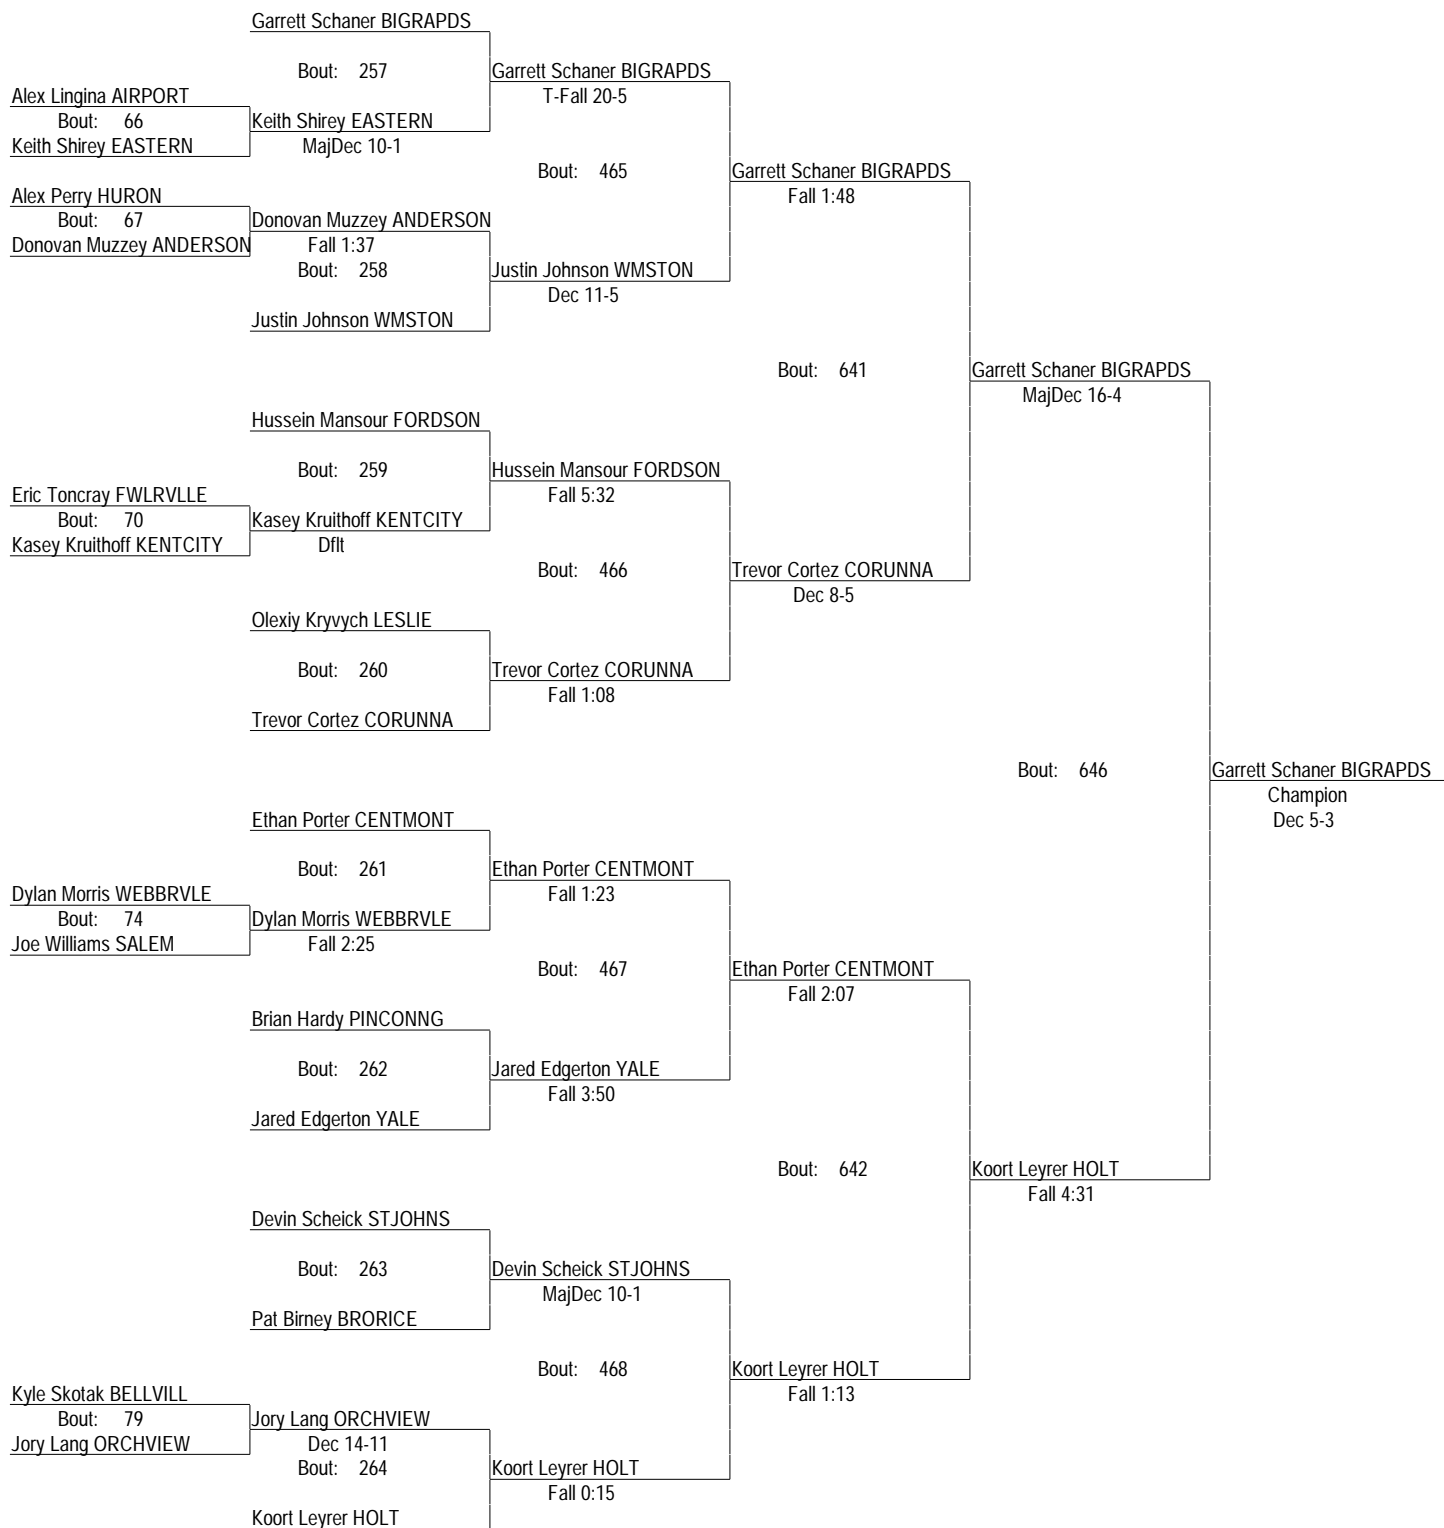 Garrett Schaner BIGRAPDS
Bout: 257
Garrett Schaner BIGRAPDS
T-Fall 20-5
Alex Lingina AIRPORT
Bout: 66
Keith Shirey EASTERN
Keith Shirey EASTERN
MajDec 10-1
Bout: 465
Garrett Schaner BIGRAPDS
Fall 1:48
Alex Perry HURON
Bout: 67
Donovan Muzzey ANDERSON
Donovan Muzzey ANDERSON
Fall 1:37
Bout: 258
Justin Johnson WMSTON
Dec 11-5
Justin Johnson WMSTON
Bout: 641
Garrett Schaner BIGRAPDS
MajDec 16-4
Hussein Mansour FORDSON
Bout: 259
Hussein Mansour FORDSON
Fall 5:32
Eric Toncray FWLRVLLE
Bout: 70
Kasey Kruithoff KENTCITY
Kasey Kruithoff KENTCITY
Dflt
Bout: 466
Trevor Cortez CORUNNA
Dec 8-5
Olexiy Kryvych LESLIE
Bout: 260
Trevor Cortez CORUNNA
Fall 1:08
Trevor Cortez CORUNNA
Bout: 646
Garrett Schaner BIGRAPDS
Champion
Dec 5-3
Ethan Porter CENTMONT
Bout: 261
Ethan Porter CENTMONT
Fall 1:23
Dylan Morris WEBBRVLE
Bout: 74
Joe Williams SALEM
Dylan Morris WEBBRVLE
Fall 2:25
Bout: 467
Ethan Porter CENTMONT
Fall 2:07
Brian Hardy PINCONNG
Bout: 262
Jared Edgerton YALE
Fall 3:50
Jared Edgerton YALE
Bout: 642
Koort Leyrer HOLT
Fall 4:31
Devin Scheick STJOHNS
Bout: 263
Devin Scheick STJOHNS
MajDec 10-1
Pat Birney BRORICE
Bout: 468
Koort Leyrer HOLT
Fall 1:13
Kyle Skotak BELLVILL
Bout: 79
Jory Lang ORCHVIEW
Jory Lang ORCHVIEW
Dec 14-11
Bout: 264
Koort Leyrer HOLT
Fall 0:15
Koort Leyrer HOLT